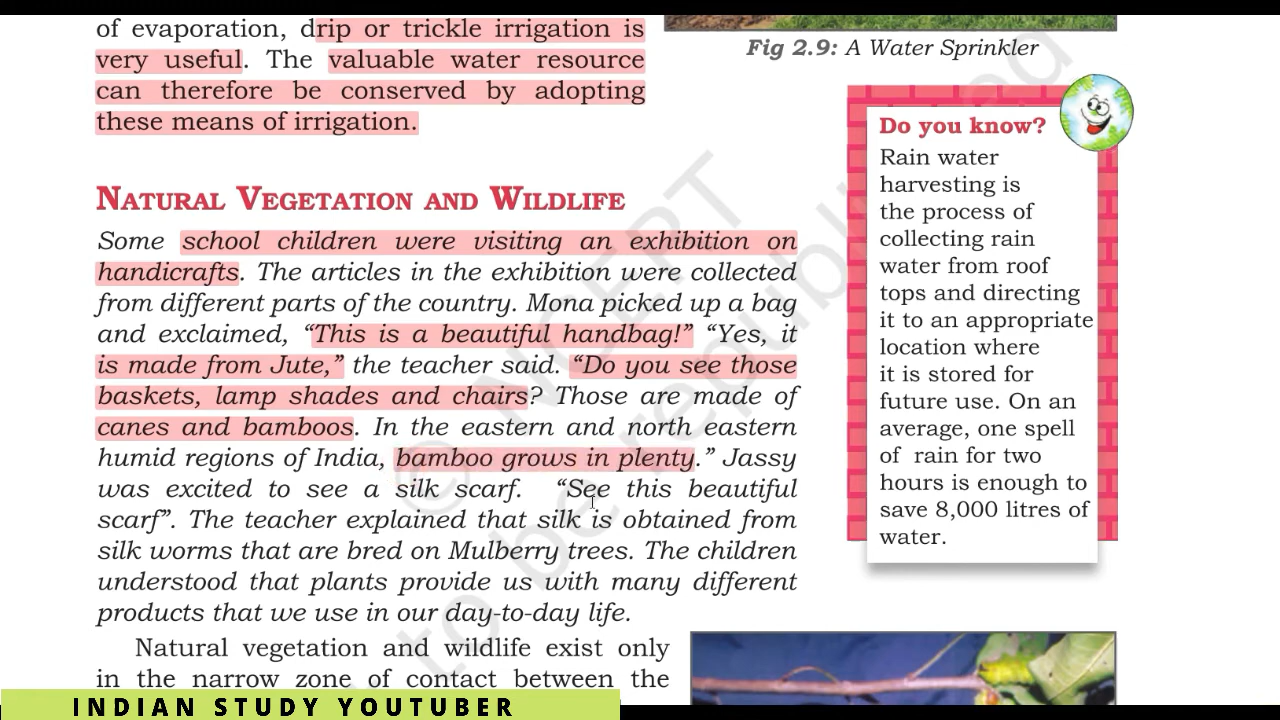 of evaporation, drip or trickle irrigation is
very useful. The valuable water resource
can therefore be conserved by adopting
these means of irrigation.
Fig 2.9: A Water Sprinkler
Do you know?
Rain water
harvesting is
the process of
collecting rain
water from roof
tops and directing
it to an appropriate
location where
it is stored for
future use. On an
average, one spell
of rain for two
hours is enough to
save 8,000 litres of
water.
NATURAL VEGETATION AND WILDLIFE
Some school children were visiting an exhibition on
handicrafts. The articles in the exhibition were collected
from different parts of the country. Mona picked up a bag
and exclaimed, “This is a beautiful handbag!” “Yes, it
is made from Jute,” the teacher said. “Do you see those
baskets, lamp shades and chairs? Those are made of
canes and bamboos. In the eastern and north eastern
humid regions of India, bamboo grows in plenty.” Jassy
was excited to see a silk scarf. “See this beautiful
scarf”. The teacher explained that silk is obtained from
silk worms that are bred on Mulberry trees. The children
understood that plants provide us with many different
products that we use in our day-to-day life.
Natural vegetation and wildlife exist only
in the narrow zone of contact between the
© NCERT
to be republished
INDIAN STUDY YOUTUBER